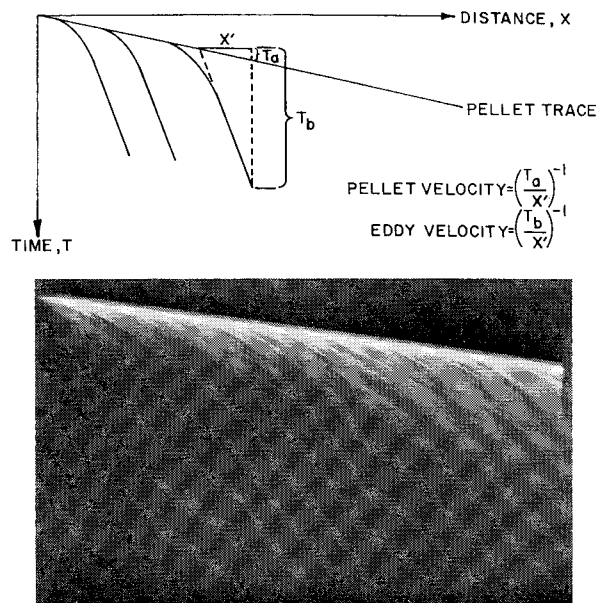 DISTANCE, X
X'
Ta
Tb
PELLET TRACE
PELLET VELOCITY=(Ta/X')^-1
EDDY VELOCITY=(Tb/X')^-1
TIME, T